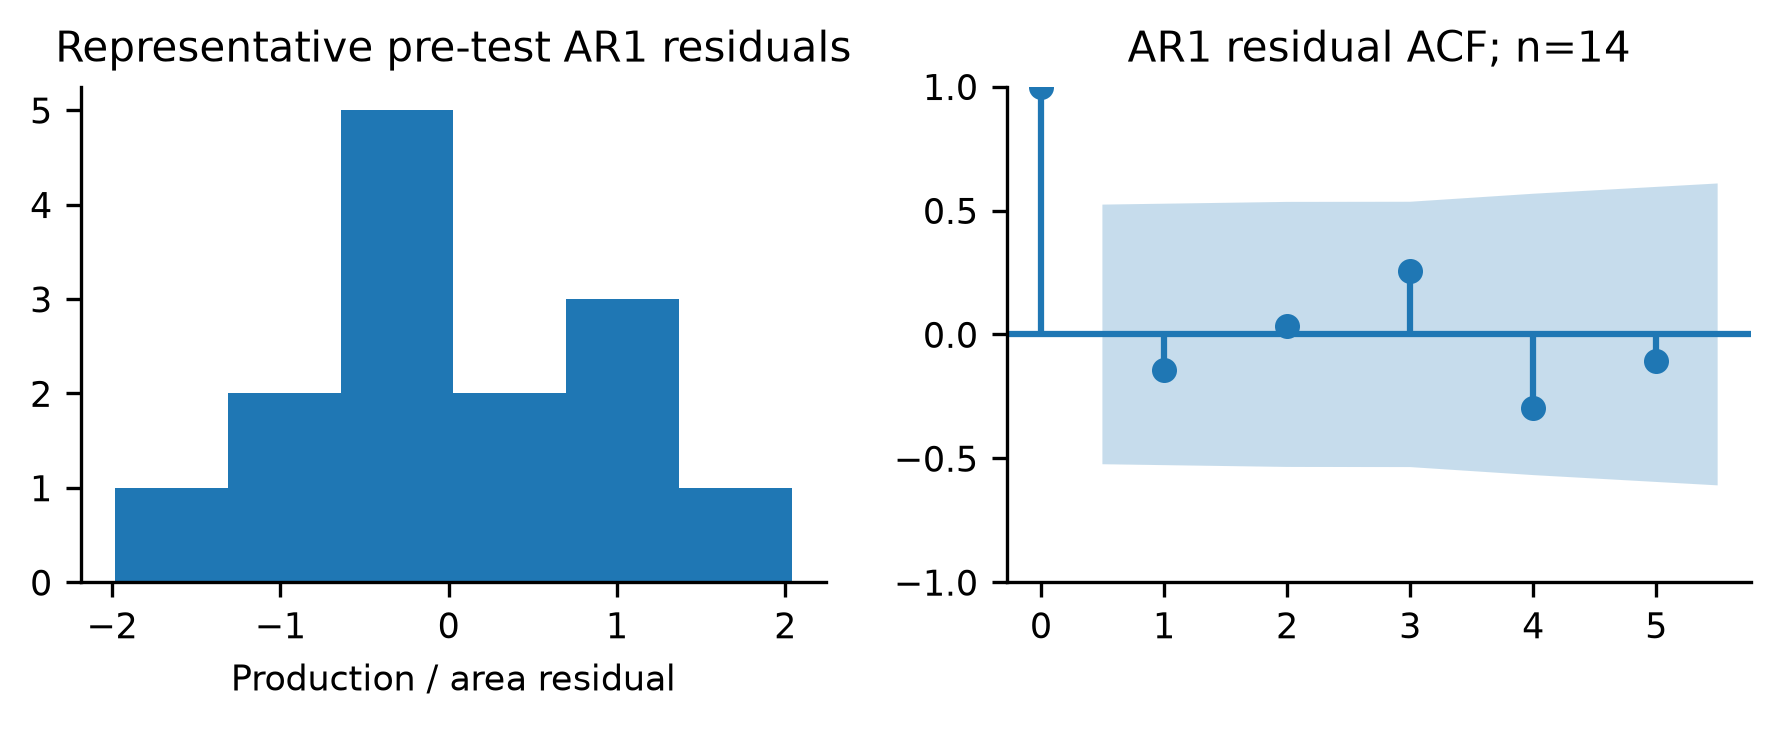 Representative pre-test AR1 residuals
5
4
3
2
1
0
−2 −1 0 1 2
Production / area residual
AR1 residual ACF; n=14
1.0
0.5
0.0
−0.5
−1.0
0 1 2 3 4 5